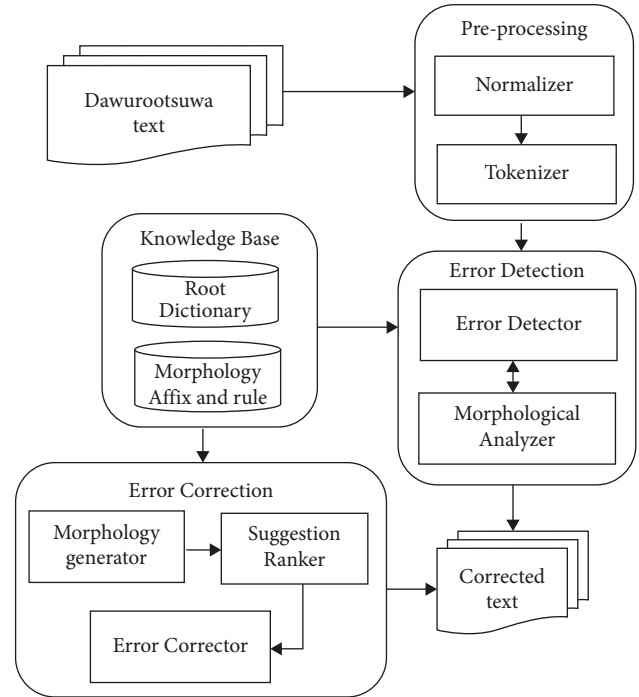 Pre-processing
Dawurootsuwa
text
Normalizer
Tokenizer
Knowledge Base
Root
Dictionary
Morphology
Affix and rule
Error Detection
Error Detector
Morphological
Analyzer
Error Correction
Morphology
generator
Suggestion
Ranker
Error Corrector
Corrected
text